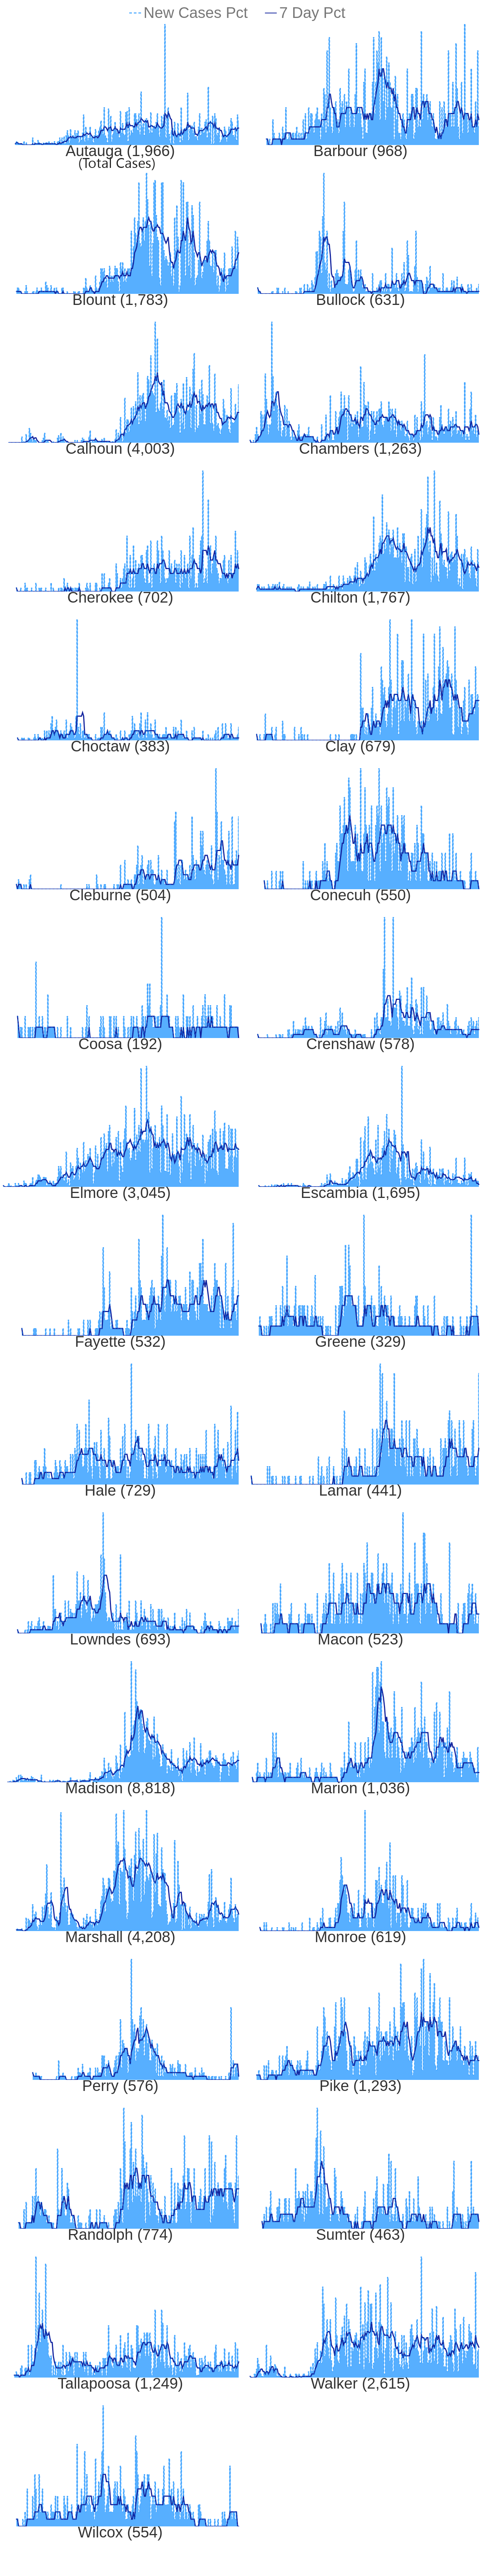 New Cases Pct 7 Day Pct
Autauga (1,966) Barbour (968)
(Total Cases)
Blount (1,783) Bullock (631)
Calhoun (4,003) Chambers (1,263)
Cherokee (702) Chilton (1,767)
Choctaw (383) Clay (679)
Cleburne (504) Conecuh (550)
Coosa (192) Crenshaw (578)
Elmore (3,045) Escambia (1,695)
Fayette (532) Greene (329)
Hale (729) Lamar (441)
Lowndes (693) Macon (523)
Madison (8,818) Marion (1,036)
Marshall (4,208) Monroe (619)
Perry (576) Pike (1,293)
Randolph (774) Sumter (463)
Tallapoosa (1,249) Walker (2,615)
Wilcox (554)